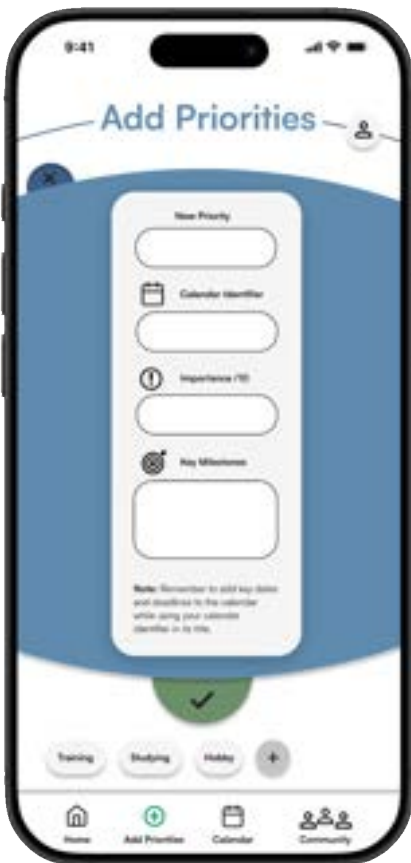 9:41
Add Priorities
New Priority
Calendar Identifier
Importance /10
Key Milestones
Note: Remember to add key dates
and deadlines to the calendar
while using your calendar
identifier in its title.
Training
Studying
Hobby
+
Home
Add Priorities
Calendar
Community